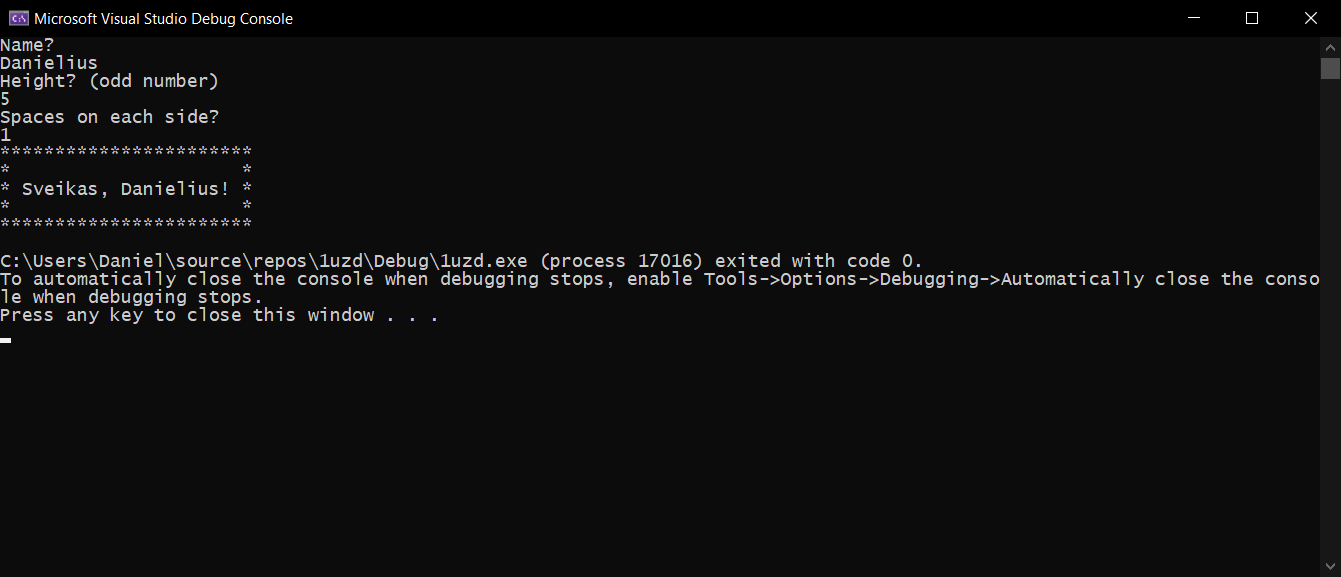 Microsoft Visual Studio Debug Console
Name?
Danielius
Height? (odd number)
5
Spaces on each side?
1
***********************
*                     *
* Sveikas, Danielius! *
*                     *
***********************
C:\Users\Daniel\source\repos\1uzd\Debug\1uzd.exe (process 17016) exited with code 0.
To automatically close the console when debugging stops, enable Tools->Options->Debugging->Automatically close the conso
le when debugging stops.
Press any key to close this window . . .